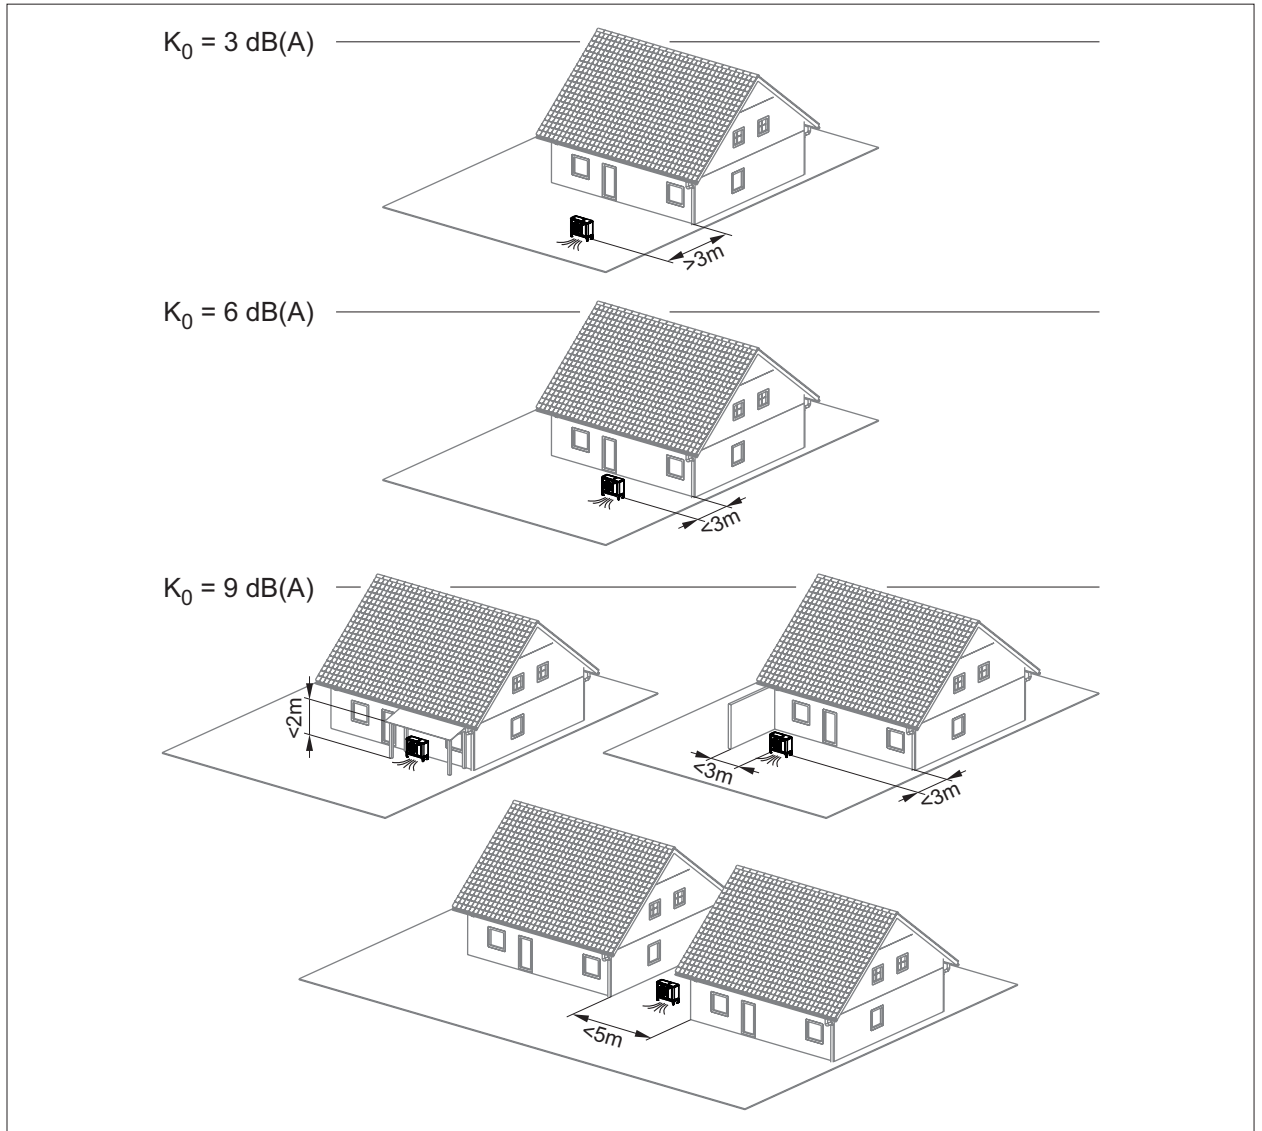 K₀ = 3 dB(A)
>3m
K₀ = 6 dB(A)
<3m
K₀ = 9 dB(A)
<2m
<3m
<3m
<5m